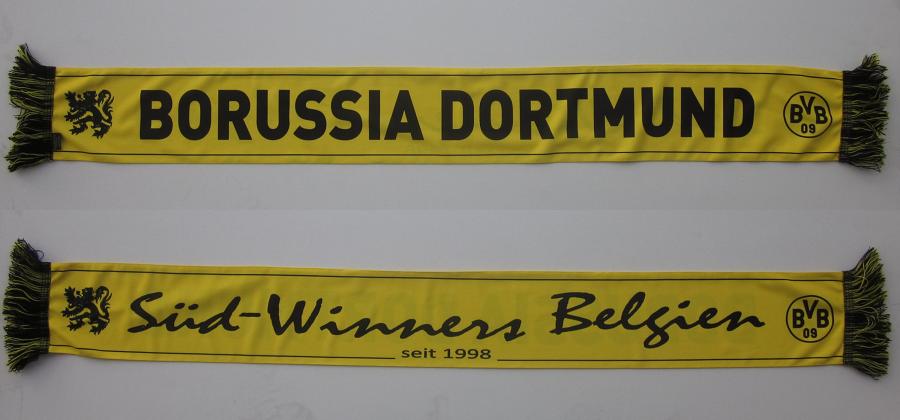 BORUSSIA DORTMUND
BVB
09
Süd-Winners Belgien
seit 1998
BVB
09